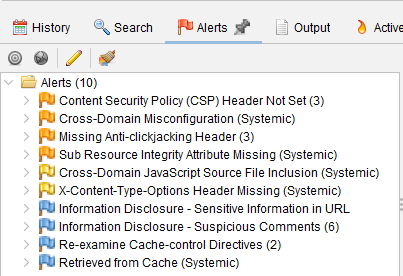 History Search Alerts Output Active
Alerts (10)
Content Security Policy (CSP) Header Not Set (3)
Cross-Domain Misconfiguration (Systemic)
Missing Anti-clickjacking Header (3)
Sub Resource Integrity Attribute Missing (Systemic)
Cross-Domain JavaScript Source File Inclusion (Systemic)
X-Content-Type-Options Header Missing (Systemic)
Information Disclosure - Sensitive Information in URL
Information Disclosure - Suspicious Comments (6)
Re-examine Cache-control Directives (2)
Retrieved from Cache (Systemic)